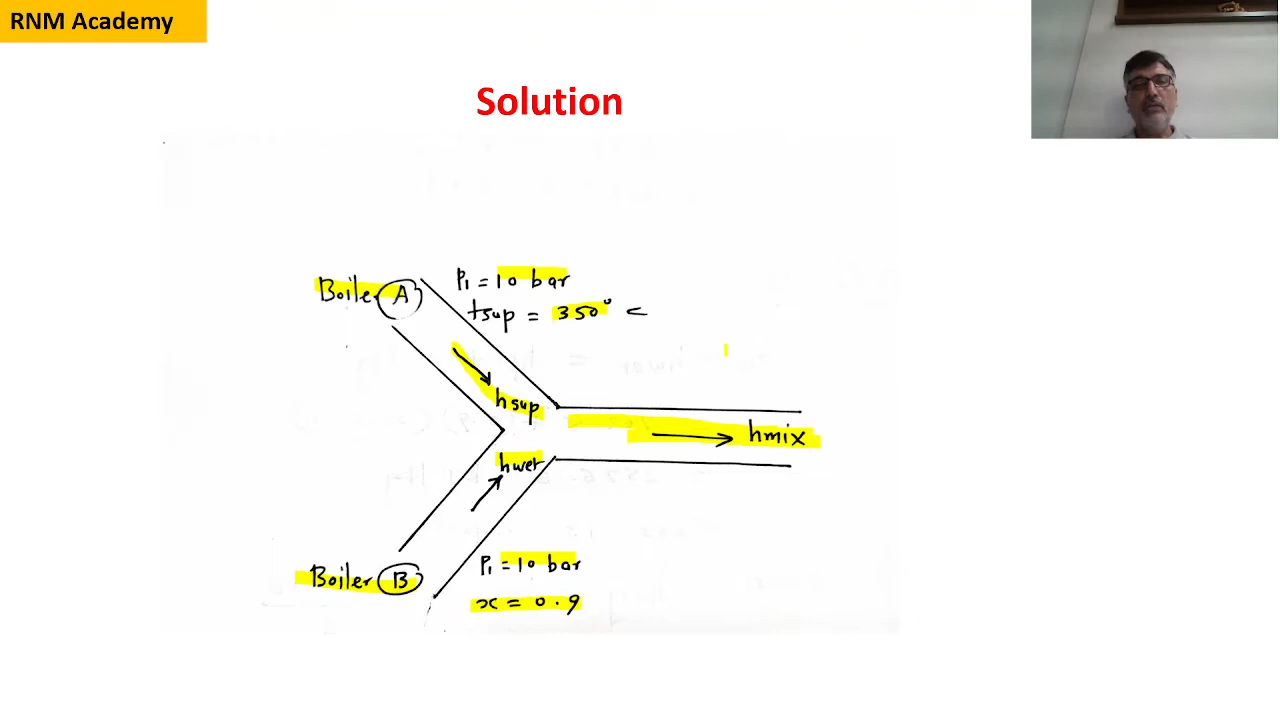 RNM Academy
Solution
Boiler A
P1 = 10 bar
tsup = 350° c
hsup
hmix
hwet
Boiler B
P1 = 10 bar
x = 0.9